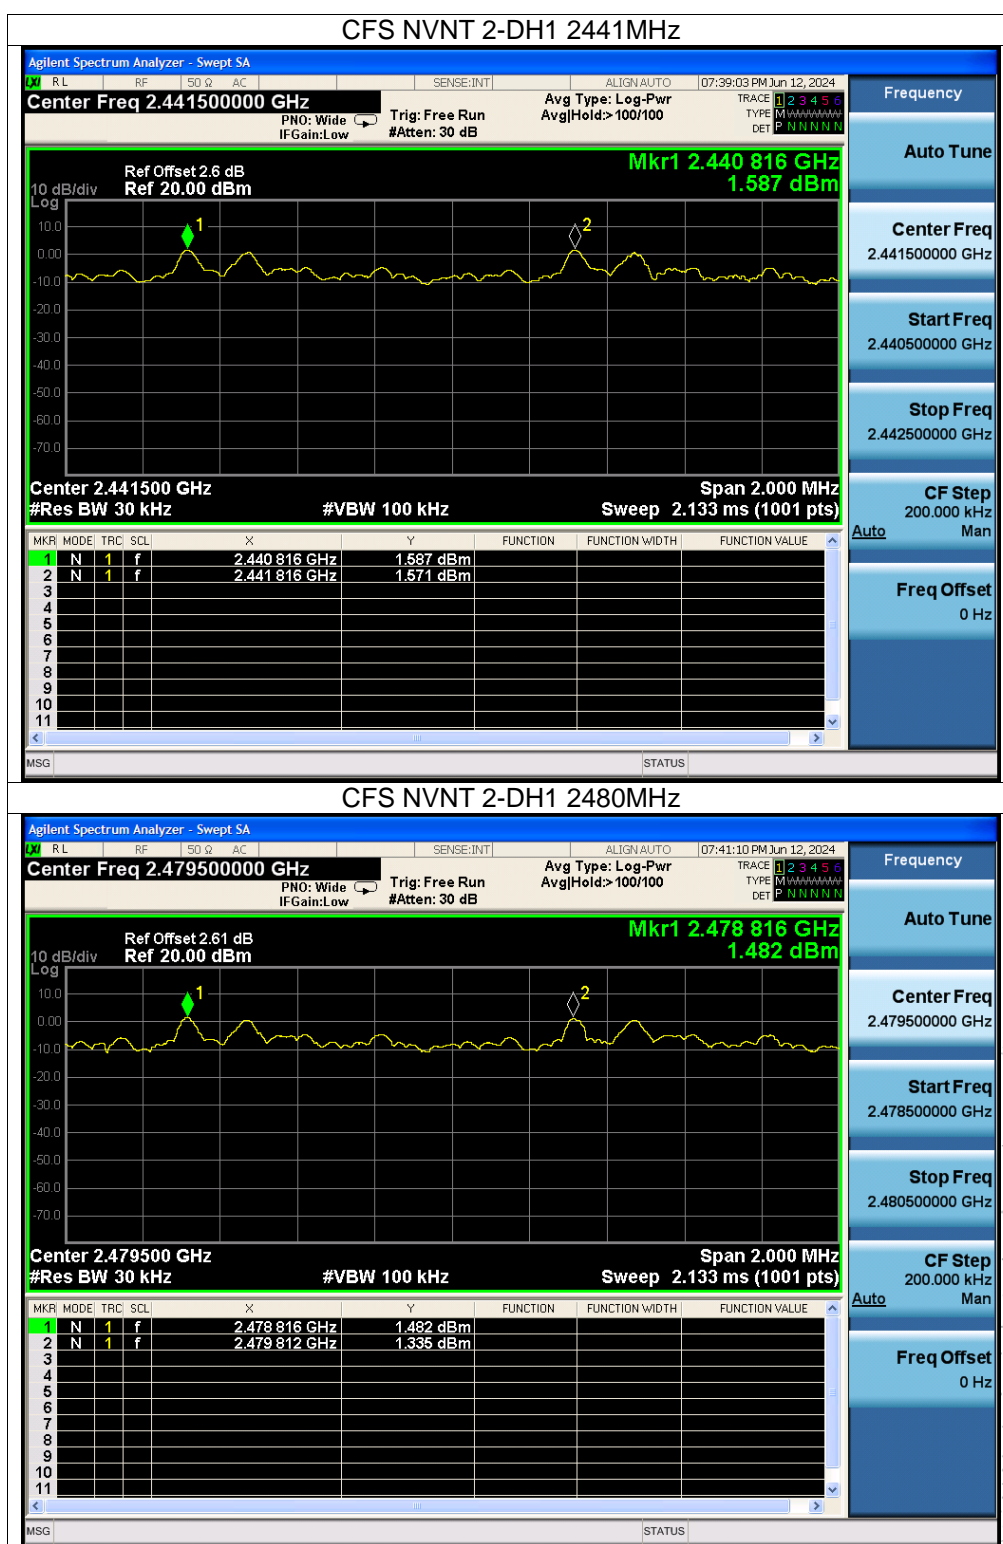 CFS NVNT 2-DH1 2441MHz
Agilent Spectrum Analyzer - Swept SA
LXI RL RF 50 Ω AC SENSE:INT ALIGN AUTO 07:39:03 PM Jun 12, 2024
Center Freq 2.441500000 GHz
PNO: Wide
IFGain:Low
Trig: Free Run
#Atten: 30 dB
Avg Type: Log-Pwr
Avg|Hold:>100/100
TRACE 1 2 3 4 5 6
TYPE M WWWWW
DET P N N N N N
Frequency
Auto Tune
Center Freq
2.441500000 GHz
Start Freq
2.440500000 GHz
Stop Freq
2.442500000 GHz
CF Step
200.000 kHz
Auto Man
Freq Offset
0 Hz
Mkr1 2.440 816 GHz
1.587 dBm
Ref Offset 2.6 dB
10 dB/div Ref 20.00 dBm
Log
10.0
0.00
-10.0
-20.0
-30.0
-40.0
-50.0
-60.0
-70.0
1
2
Center 2.441500 GHz Span 2.000 MHz
#Res BW 30 kHz #VBW 100 kHz Sweep 2.133 ms (1001 pts)
MKR MODE TRC SCL X Y FUNCTION FUNCTION WIDTH FUNCTION VALUE
1 N 1 f 2.440 816 GHz 1.587 dBm
2 N 1 f 2.441 816 GHz 1.571 dBm
3
4
5
6
7
8
9
10
11
MSG STATUS
CFS NVNT 2-DH1 2480MHz
Agilent Spectrum Analyzer - Swept SA
LXI RL RF 50 Ω AC SENSE:INT ALIGN AUTO 07:41:10 PM Jun 12, 2024
Center Freq 2.479500000 GHz
PNO: Wide
IFGain:Low
Trig: Free Run
#Atten: 30 dB
Avg Type: Log-Pwr
Avg|Hold:>100/100
TRACE 1 2 3 4 5 6
TYPE M WWWWW
DET P N N N N N
Frequency
Auto Tune
Center Freq
2.479500000 GHz
Start Freq
2.478500000 GHz
Stop Freq
2.480500000 GHz
CF Step
200.000 kHz
Auto Man
Freq Offset
0 Hz
Mkr1 2.478 816 GHz
1.482 dBm
Ref Offset 2.61 dB
10 dB/div Ref 20.00 dBm
Log
10.0
0.00
-10.0
-20.0
-30.0
-40.0
-50.0
-60.0
-70.0
1
2
Center 2.479500 GHz Span 2.000 MHz
#Res BW 30 kHz #VBW 100 kHz Sweep 2.133 ms (1001 pts)
MKR MODE TRC SCL X Y FUNCTION FUNCTION WIDTH FUNCTION VALUE
1 N 1 f 2.478 816 GHz 1.482 dBm
2 N 1 f 2.479 812 GHz 1.335 dBm
3
4
5
6
7
8
9
10
11
MSG STATUS